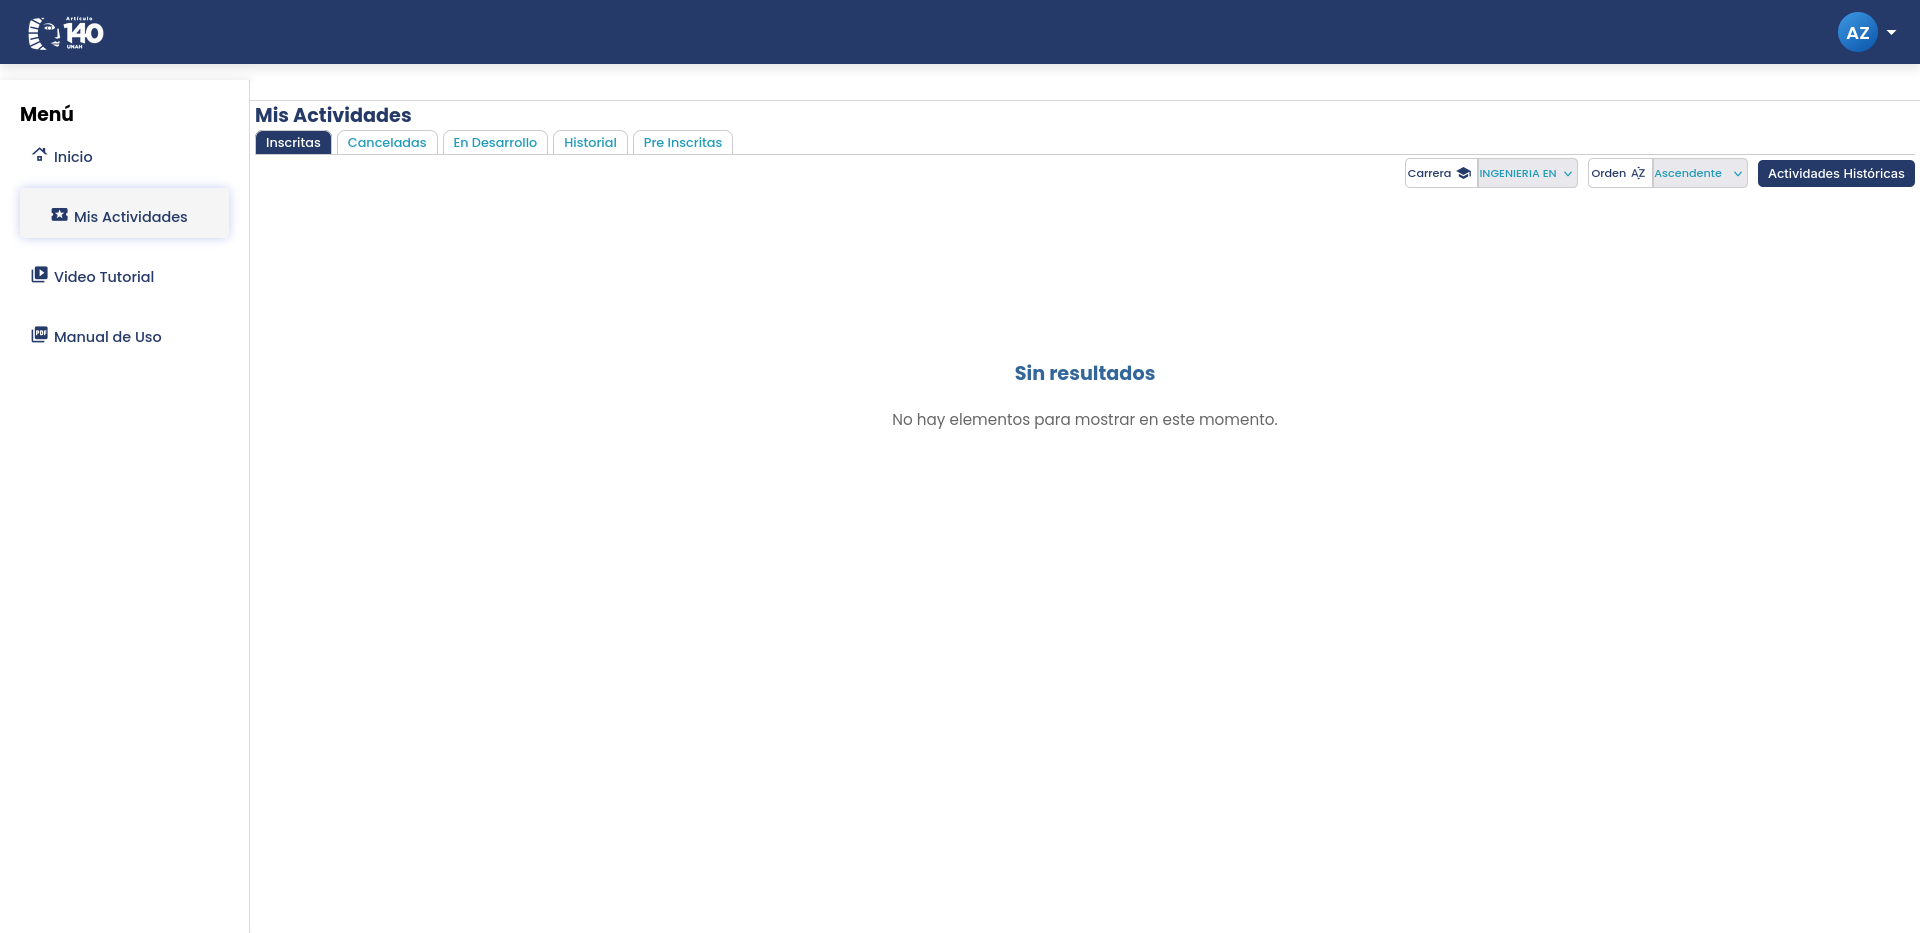 Artículo
140
UNAH
AZ
Menú
Inicio
Mis Actividades
Video Tutorial
Manual de Uso
Mis Actividades
Inscritas Canceladas En Desarrollo Historial Pre Inscritas
Carrera INGENIERIA EN Orden AZ Ascendente Actividades Históricas
Sin resultados
No hay elementos para mostrar en este momento.